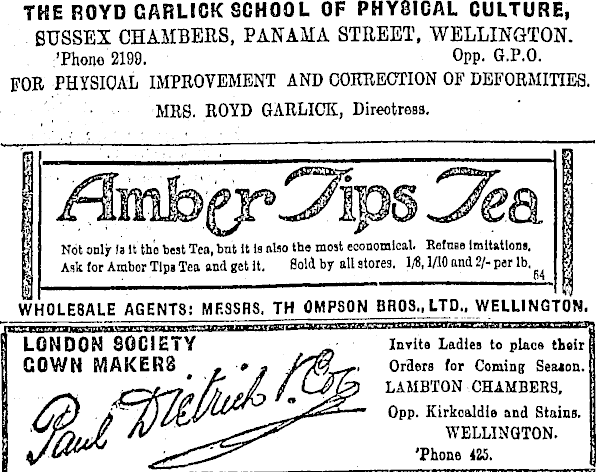 THE ROYD GARLICK SCHOOL OF PHYSICAL CULTURE,
SUSSEX CHAMBERS, PANAMA STREET, WELLINGTON.
'Phone 2199. Opp. G.P.O.
FOR PHYSICAL IMPROVEMENT AND CORRECTION OF DEFORMITIES.
MRS. ROYD GARLICK, Directress.
Amber Tips Tea
Not only is it the best Tea, but it is also the most economical. Refuse imitations.
Ask for Amber Tips Tea and get it. Sold by all stores. 1/8, 1/10 and 2/- per lb.
64
WHOLESALE AGENTS: MESSRS. THOMPSON BROS., LTD., WELLINGTON.
LONDON SOCIETY
GOWN MAKERS
Paul Dietrich & Co.
Invite Ladies to place their
Orders for Coming Season.
LAMBTON CHAMBERS,
Opp. Kirkcaldie and Stains.
WELLINGTON.
'Phone 425.